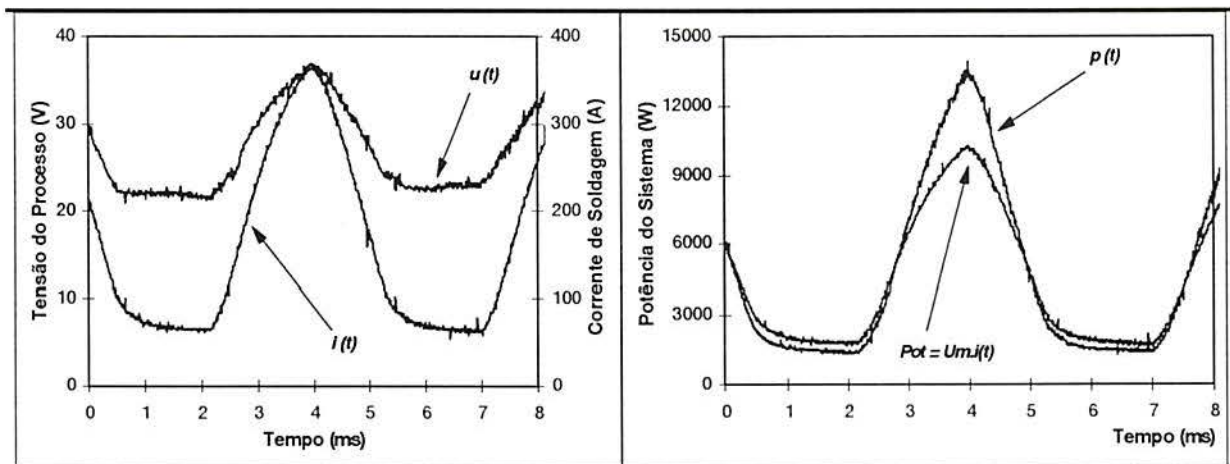 40
30
20
10
0
Tensão do Processo (V)
400
300
200
100
0
Corrente de Soldagem (A)
u (t)
i (t)
0 1 2 3 4 5 6 7 8
Tempo (ms)
15000
12000
9000
6000
3000
0
Potência do Sistema (W)
p (t)
Pot = Um.i(t)
0 1 2 3 4 5 6 7 8
Tempo (ms)